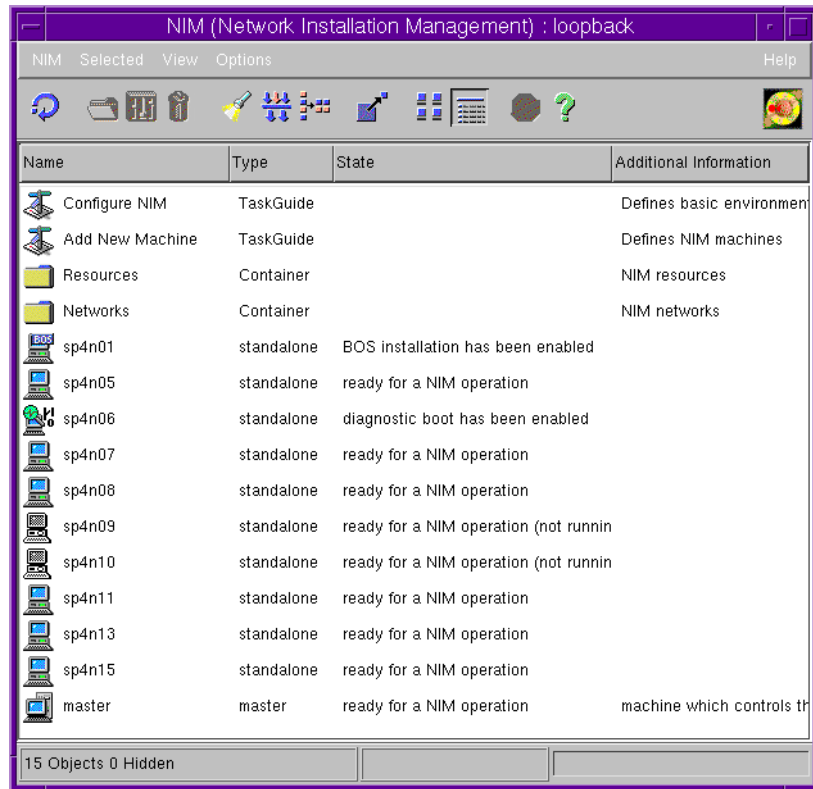 NIM (Network Installation Management) : loopback
NIM Selected View Options Help
Name Type State Additional Information
Configure NIM TaskGuide Defines basic environmen
Add New Machine TaskGuide Defines NIM machines
Resources Container NIM resources
Networks Container NIM networks
BOS sp4n01 standalone BOS installation has been enabled
sp4n05 standalone ready for a NIM operation
sp4n06 standalone diagnostic boot has been enabled
sp4n07 standalone ready for a NIM operation
sp4n08 standalone ready for a NIM operation
sp4n09 standalone ready for a NIM operation (not runnin
sp4n10 standalone ready for a NIM operation (not runnin
sp4n11 standalone ready for a NIM operation
sp4n13 standalone ready for a NIM operation
sp4n15 standalone ready for a NIM operation
master master ready for a NIM operation machine which controls th
15 Objects 0 Hidden